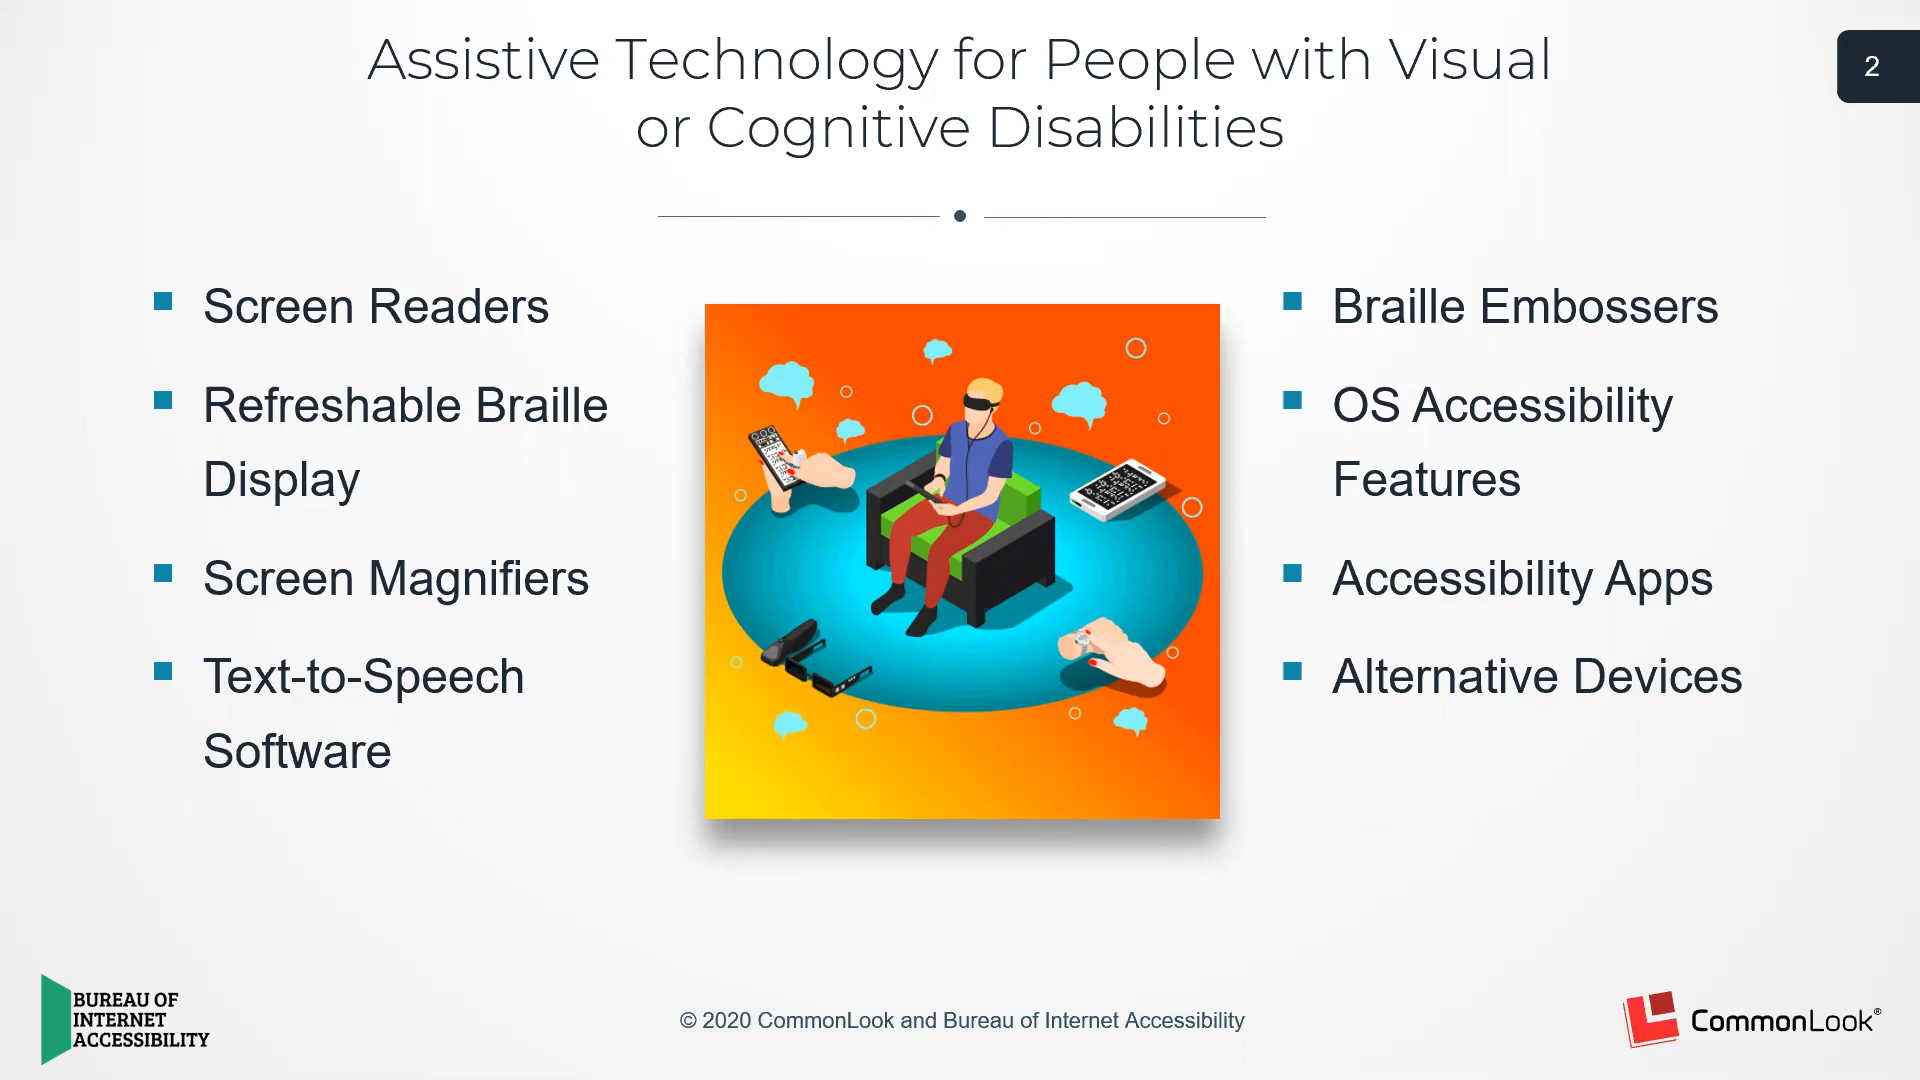 Assistive Technology for People with Visual
or Cognitive Disabilities
2
Screen Readers
Refreshable Braille
Display
Screen Magnifiers
Text-to-Speech
Software
Braille Embossers
OS Accessibility
Features
Accessibility Apps
Alternative Devices
BUREAU OF
INTERNET
ACCESSIBILITY
© 2020 CommonLook and Bureau of Internet Accessibility
CommonLook®